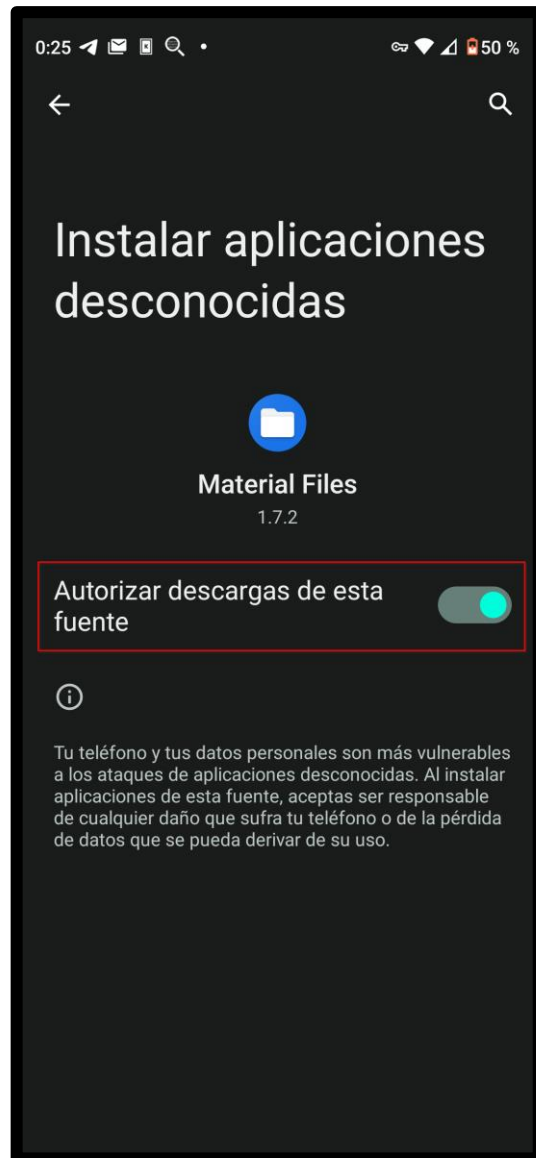 0:25
50 %
Instalar aplicaciones
desconocidas
Material Files
1.7.2
Autorizar descargas de esta
fuente
Tu teléfono y tus datos personales son más vulnerables
a los ataques de aplicaciones desconocidas. Al instalar
aplicaciones de esta fuente, aceptas ser responsable
de cualquier daño que sufra tu teléfono o de la pérdida
de datos que se pueda derivar de su uso.